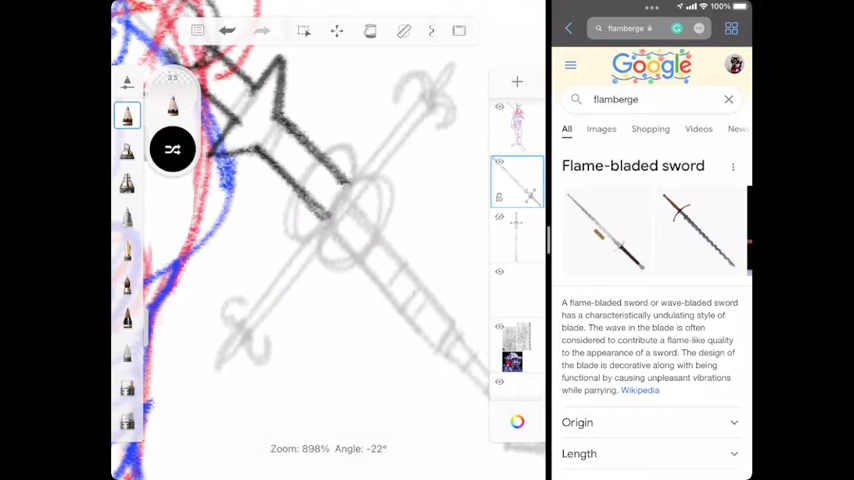 100%
flamberge
3.5
Google
flamberge
All Images Shopping Videos News
Flame-bladed sword
A flame-bladed sword or wave-bladed sword
has a characteristically undulating style of
blade. The wave in the blade is often
considered to contribute a flame-like quality
to the appearance of a sword. The design of
the blade is decorative along with being
functional by causing unpleasant vibrations
while parrying. Wikipedia
Origin
Length
Zoom: 898% Angle: -22°